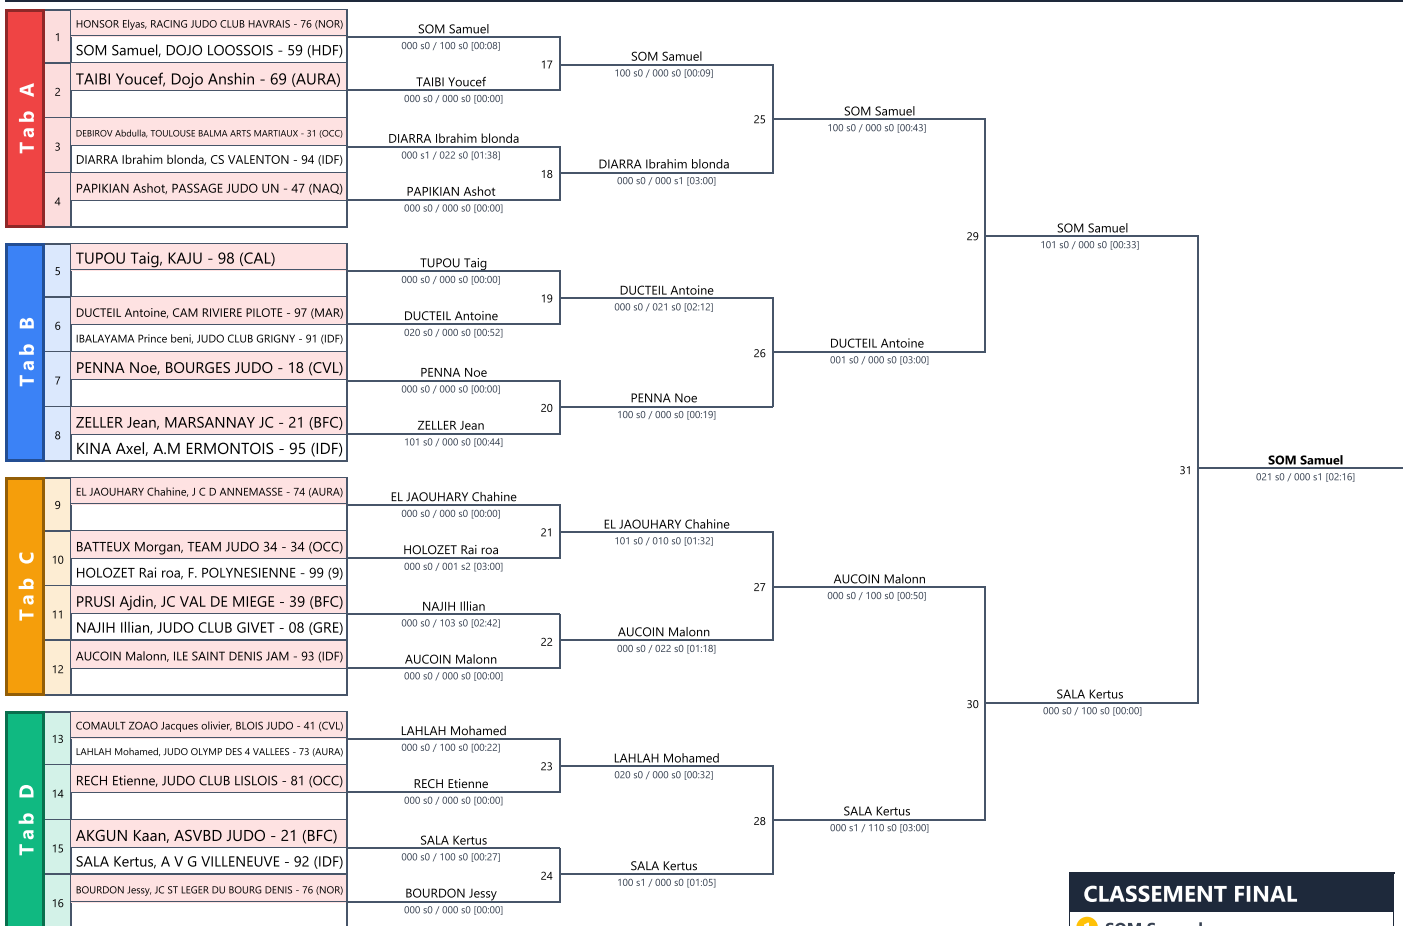 Tab A
1
HONSOR Elyas, RACING JUDO CLUB HAVRAIS - 76 (NOR)
SOM Samuel, DOJO LOOSSOIS - 59 (HDF)
2
TAIBI Youcef, Dojo Anshin - 69 (AURA)
3
DEBIROV Abdulla, TOULOUSE BALMA ARTS MARTIAUX - 31 (OCC)
DIARRA Ibrahim blonda, CS VALENTON - 94 (IDF)
4
PAPIKIAN Ashot, PASSAGE JUDO UN - 47 (NAQ)
Tab B
5
TUPOU Taig, KAJU - 98 (CAL)
6
DUCTEIL Antoine, CAM RIVIERE PILOTE - 97 (MAR)
IBALAYAMA Prince beni, JUDO CLUB GRIGNY - 91 (IDF)
7
PENNA Noe, BOURGES JUDO - 18 (CVL)
8
ZELLER Jean, MARSANNAY JC - 21 (BFC)
KINA Axel, A.M ERMONTOIS - 95 (IDF)
Tab C
9
EL JAOUHARY Chahine, J C D ANNEMASSE - 74 (AURA)
10
BATTEUX Morgan, TEAM JUDO 34 - 34 (OCC)
HOLOZET Rai roa, F. POLYNESIENNE - 99 (9)
11
PRUSI Ajdin, JC VAL DE MIEGE - 39 (BFC)
NAJIH Illian, JUDO CLUB GIVET - 08 (GRE)
12
AUCOIN Malonn, ILE SAINT DENIS JAM - 93 (IDF)
Tab D
13
COMAULT ZOAO Jacques olivier, BLOIS JUDO - 41 (CVL)
LAHLAH Mohamed, JUDO OLYMP DES 4 VALLEES - 73 (AURA)
14
RECH Etienne, JUDO CLUB LISLOIS - 81 (OCC)
15
AKGUN Kaan, ASVBD JUDO - 21 (BFC)
SALA Kertus, A V G VILLENEUVE - 92 (IDF)
16
BOURDON Jessy, JC ST LEGER DU BOURG DENIS - 76 (NOR)
SOM Samuel
000 s0 / 100 s0 [00:08]
17
TAIBI Youcef
000 s0 / 000 s0 [00:00]
DIARRA Ibrahim blonda
000 s1 / 022 s0 [01:38]
18
PAPIKIAN Ashot
000 s0 / 000 s0 [00:00]
TUPOU Taig
000 s0 / 000 s0 [00:00]
19
DUCTEIL Antoine
020 s0 / 000 s0 [00:52]
PENNA Noe
000 s0 / 000 s0 [00:00]
20
ZELLER Jean
101 s0 / 000 s0 [00:44]
EL JAOUHARY Chahine
000 s0 / 000 s0 [00:00]
21
HOLOZET Rai roa
000 s0 / 001 s2 [03:00]
NAJIH Illian
000 s0 / 103 s0 [02:42]
22
AUCOIN Malonn
000 s0 / 000 s0 [00:00]
LAHLAH Mohamed
000 s0 / 100 s0 [00:22]
23
RECH Etienne
000 s0 / 000 s0 [00:00]
SALA Kertus
000 s0 / 100 s0 [00:27]
24
BOURDON Jessy
000 s0 / 000 s0 [00:00]
SOM Samuel
100 s0 / 000 s0 [00:09]
25
DIARRA Ibrahim blonda
000 s0 / 000 s1 [03:00]
DUCTEIL Antoine
000 s0 / 021 s0 [02:12]
26
PENNA Noe
100 s0 / 000 s0 [00:19]
EL JAOUHARY Chahine
101 s0 / 010 s0 [01:32]
27
AUCOIN Malonn
000 s0 / 022 s0 [01:18]
LAHLAH Mohamed
020 s0 / 000 s0 [00:32]
28
SALA Kertus
100 s1 / 000 s0 [01:05]
SOM Samuel
100 s0 / 000 s0 [00:43]
29
DUCTEIL Antoine
001 s0 / 000 s0 [03:00]
AUCOIN Malonn
000 s0 / 100 s0 [00:50]
30
SALA Kertus
000 s1 / 110 s0 [03:00]
SOM Samuel
101 s0 / 000 s0 [00:33]
31
SALA Kertus
000 s0 / 100 s0 [00:00]
SOM Samuel
021 s0 / 000 s1 [02:16]
CLASSEMENT FINAL
SOM Samuel